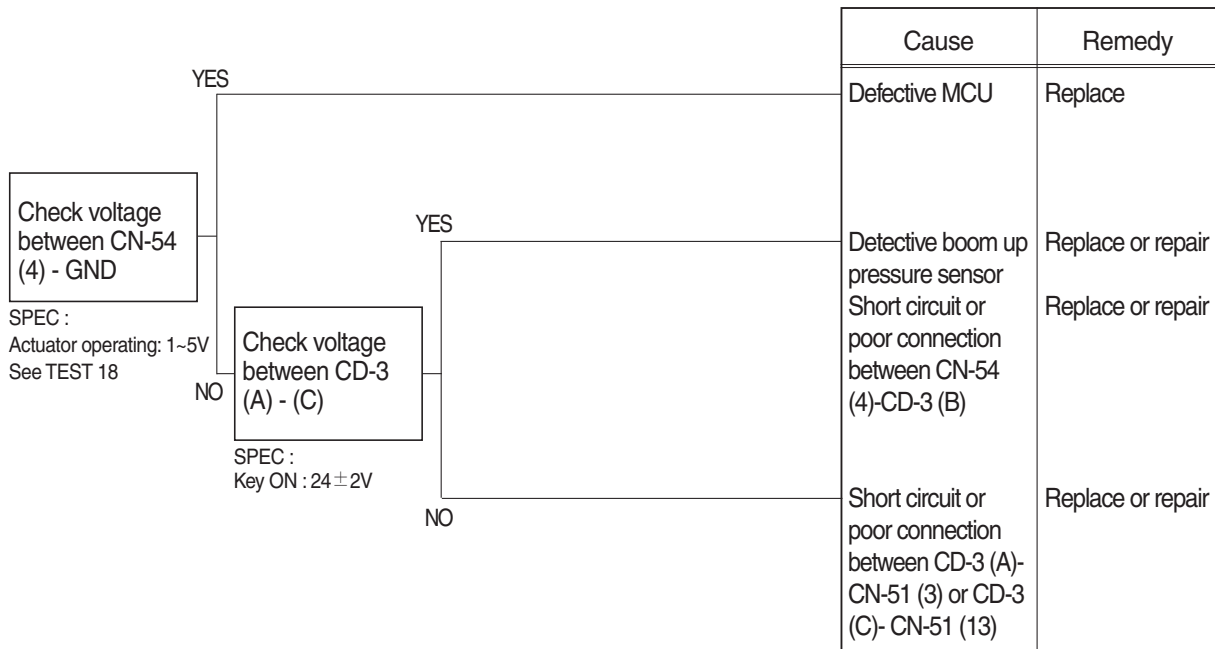 Cause
Remedy
YES
Defective MCU
Replace
Check voltage
between CN-54
(4) - GND
SPEC :
Actuator operating: 1~5V
See TEST 18
NO
YES
Check voltage
between CD-3
(A) - (C)
SPEC :
Key ON : 24±2V
NO
Detective boom up
pressure sensor
Replace or repair
Short circuit or
poor connection
between CN-54
(4)-CD-3 (B)
Replace or repair
Short circuit or
poor connection
between CD-3 (A)-
CN-51 (3) or CD-3
(C)- CN-51 (13)
Replace or repair